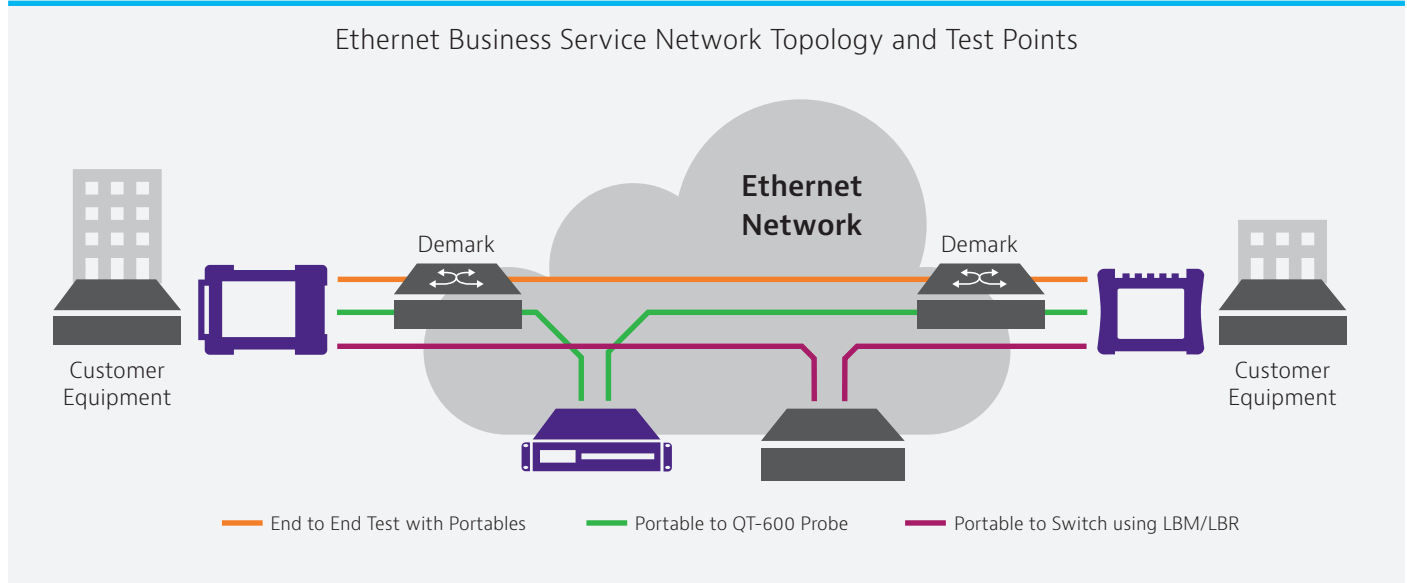 Ethernet Business Service Network Topology and Test Points
Ethernet
Network
Demark
Demark
Customer
Equipment
Customer
Equipment
End to End Test with Portables
Portable to QT-600 Probe
Portable to Switch using LBM/LBR